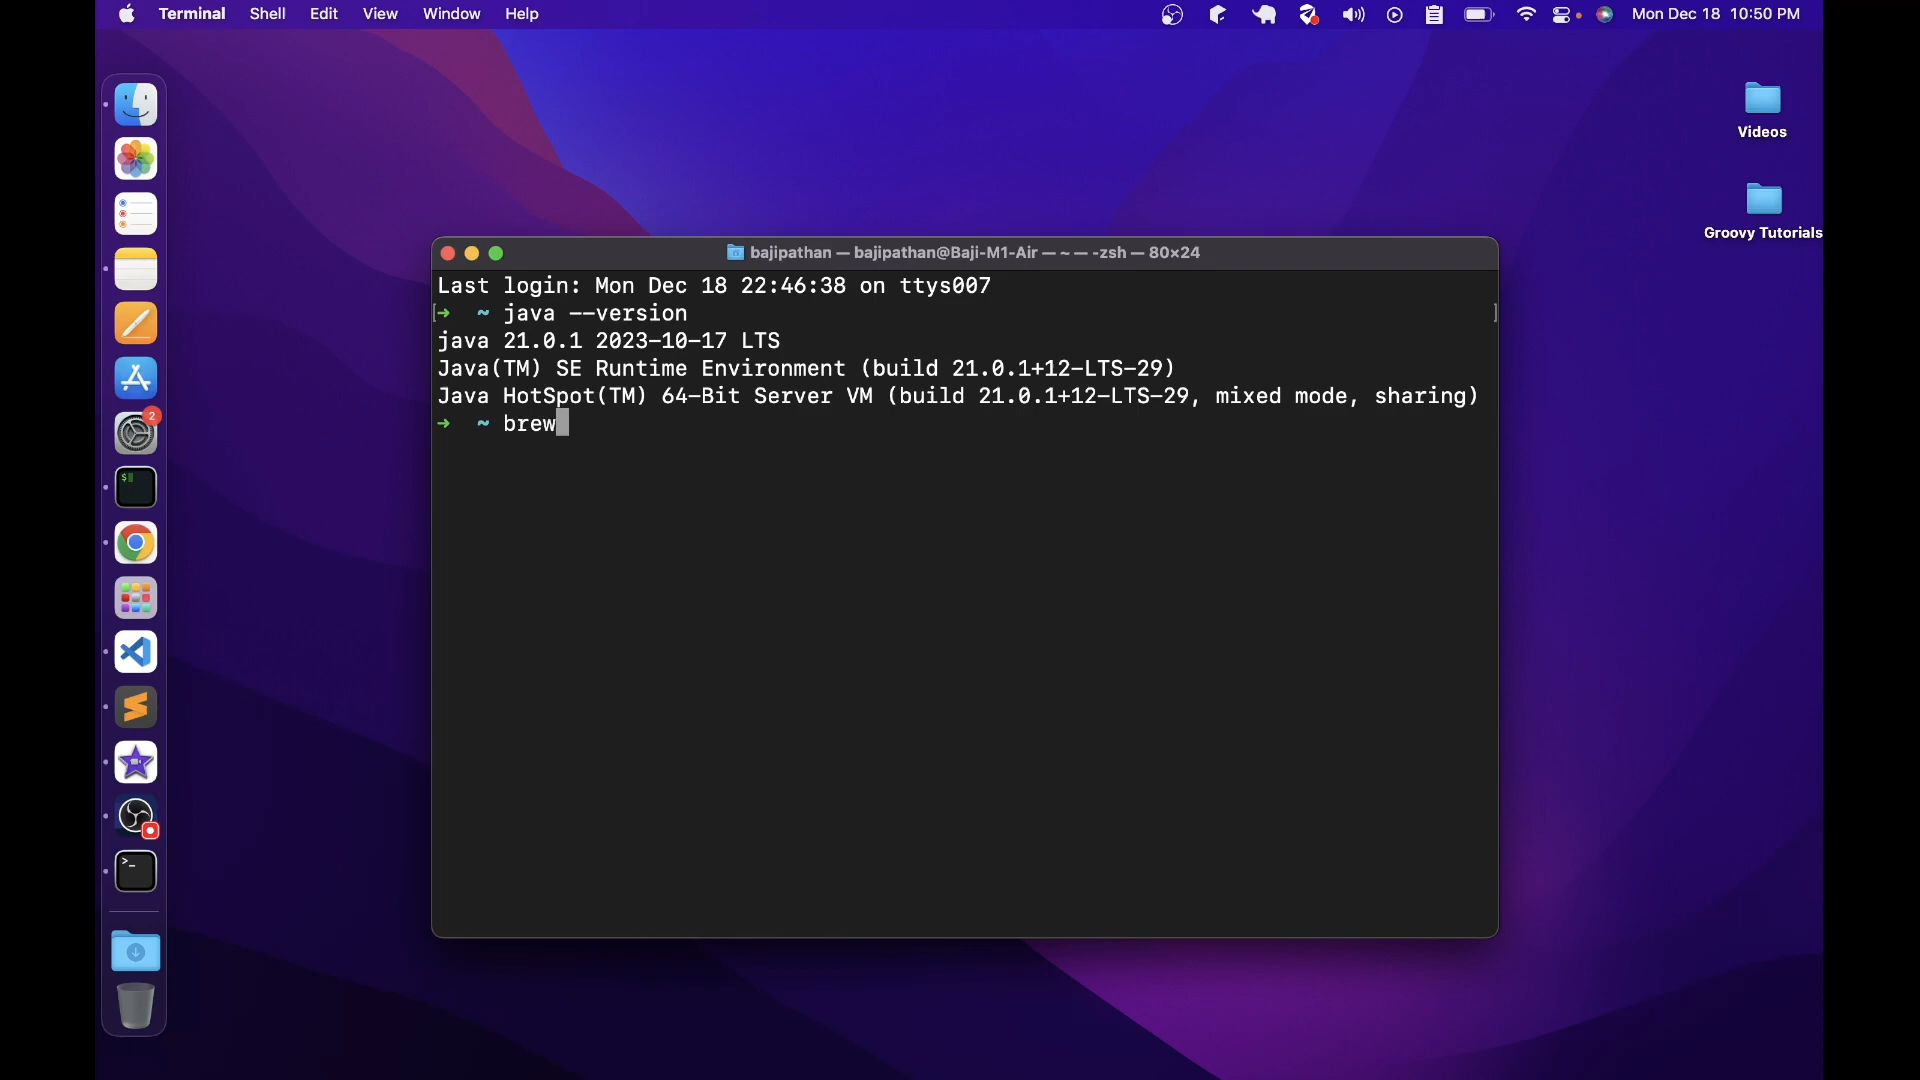 Terminal Shell Edit View Window Help Mon Dec 18 10:50 PM
Videos
Groovy Tutorials
2
$
>_
bajipathan — bajipathan@Baji-M1-Air — ~ — -zsh — 80×24
Last login: Mon Dec 18 22:46:38 on ttys007
[➜ ~ java --version ]
java 21.0.1 2023-10-17 LTS
Java(TM) SE Runtime Environment (build 21.0.1+12-LTS-29)
Java HotSpot(TM) 64-Bit Server VM (build 21.0.1+12-LTS-29, mixed mode, sharing)
➜ ~ brew